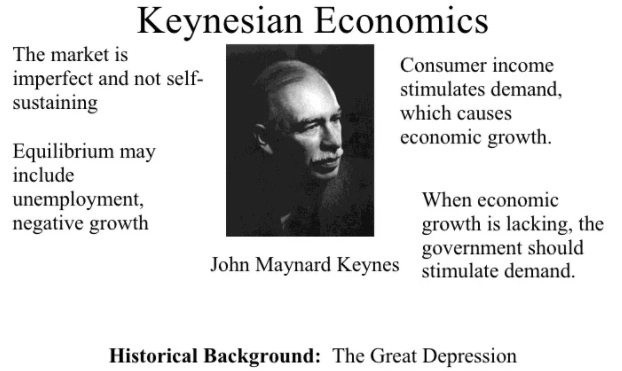 Keynesian Economics
The market is
imperfect and not self-
sustaining
Equilibrium may
include
unemployment,
negative growth
Consumer income
stimulates demand,
which causes
economic growth.
When economic
growth is lacking, the
government should
stimulate demand.
John Maynard Keynes
Historical Background: The Great Depression